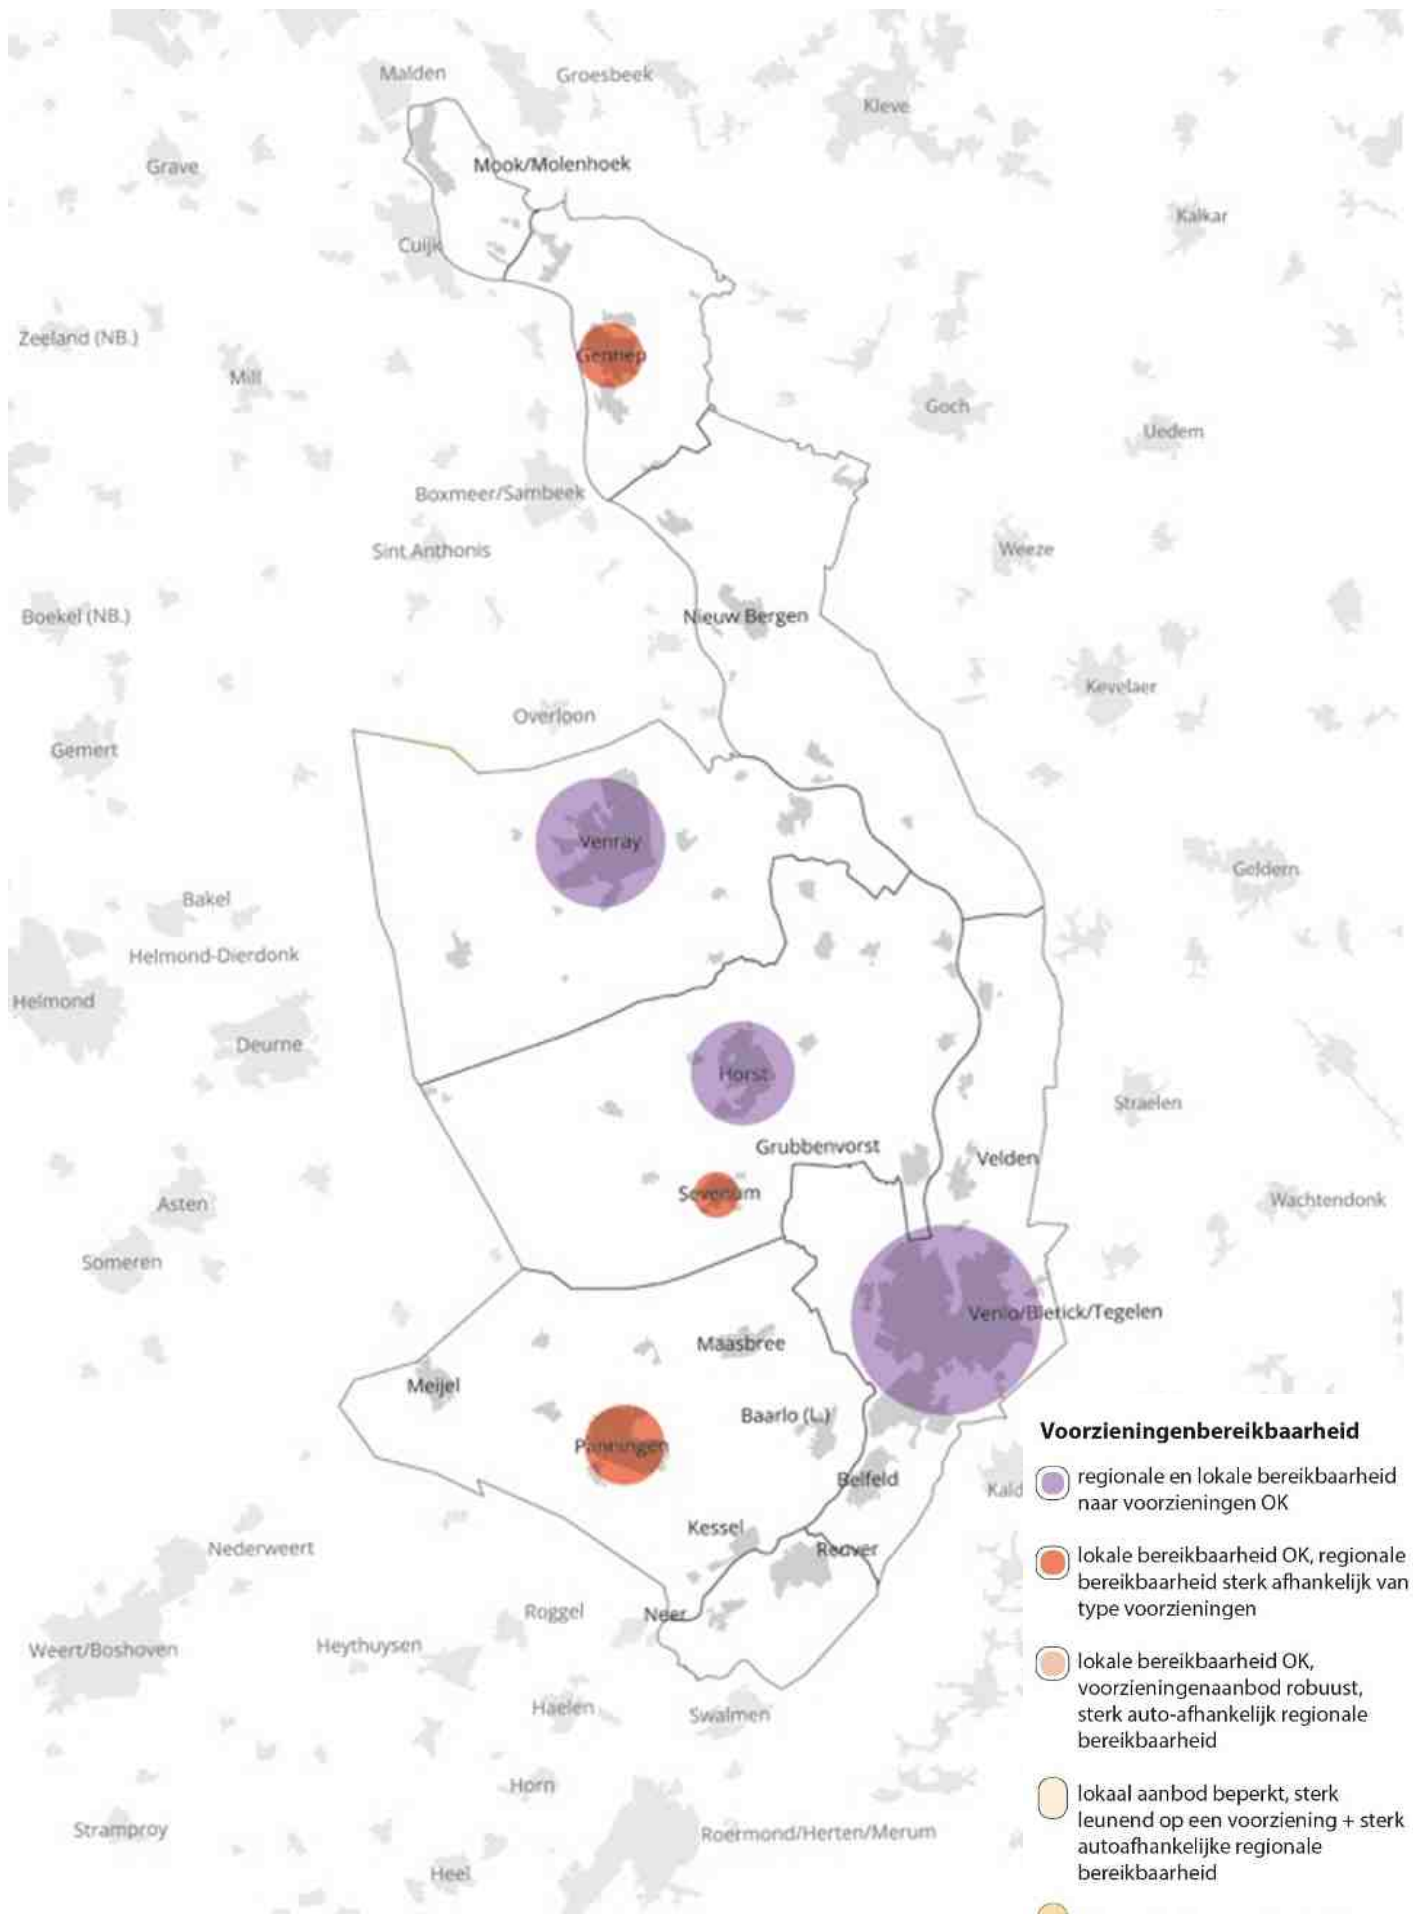 Malden
Groesbeek
Kleve
Mook/Molenhoek
Grave
Kalkar
Cuijk
Zeeland (NB.)
Gennep
Mill
Goch
Uedem
Boxmeer/Sambeek
Sint Anthonis
Weeze
Boekel (NB.)
Nieuw Bergen
Kevelaer
Overloon
Gemert
Venray
Geldern
Bakel
Helmond-Dierdonk
Helmond
Deurne
Horst
Straelen
Grubbenvorst
Velden
Sevenum
Asten
Wachtendonk
Someren
Venlo/Blerick/Tegelen
Maasbree
Meijel
Baarlo (L.)
Panningen
Belfeld
Kald
Kessel
Reuver
Nederweert
Roggel
Neer
Weert/Boshoven
Heythuysen
Haelen
Swalmen
Horn
Stramproy
Roermond/Herten/Merum
Heel
Voorzieningenbereikbaarheid
regionale en lokale bereikbaarheid
naar voorzieningen OK
lokale bereikbaarheid OK, regionale
bereikbaarheid sterk afhankelijk van
type voorzieningen
lokale bereikbaarheid OK,
voorzieningenaanbod robuust,
sterk auto-afhankelijk regionale
bereikbaarheid
lokaal aanbod beperkt, sterk
leunend op een voorziening + sterk
autoafhankelijke regionale
bereikbaarheid